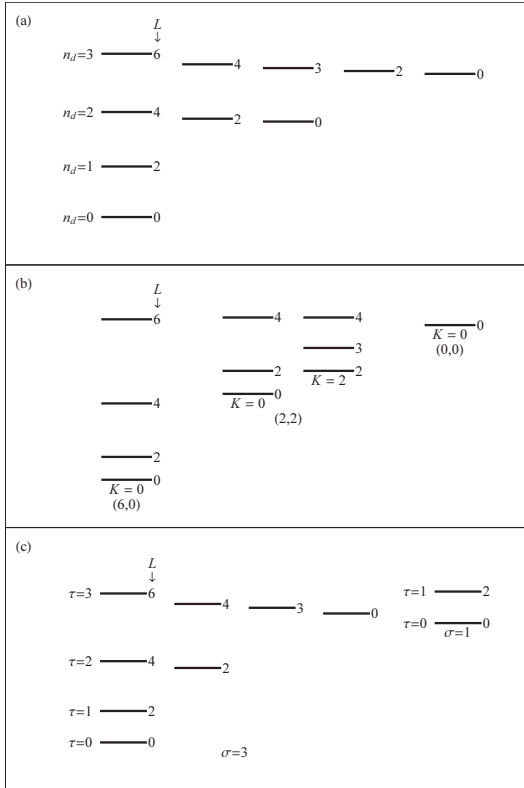 (a)
L
↓
n_d=3 6 4 3 2 0
n_d=2 4 2 0
n_d=1 2
n_d=0 0
(b)
L
↓
6 4 4 0
K = 0
(0,0)
3
2 2
K = 2
4 0
K = 0
(2,2)
2
0
K = 0
(6,0)
(c)
L
↓
τ=3 6 4 3 0 τ=1 2
τ=0 0
σ=1
τ=2 4 2
τ=1 2
τ=0 0
σ=3